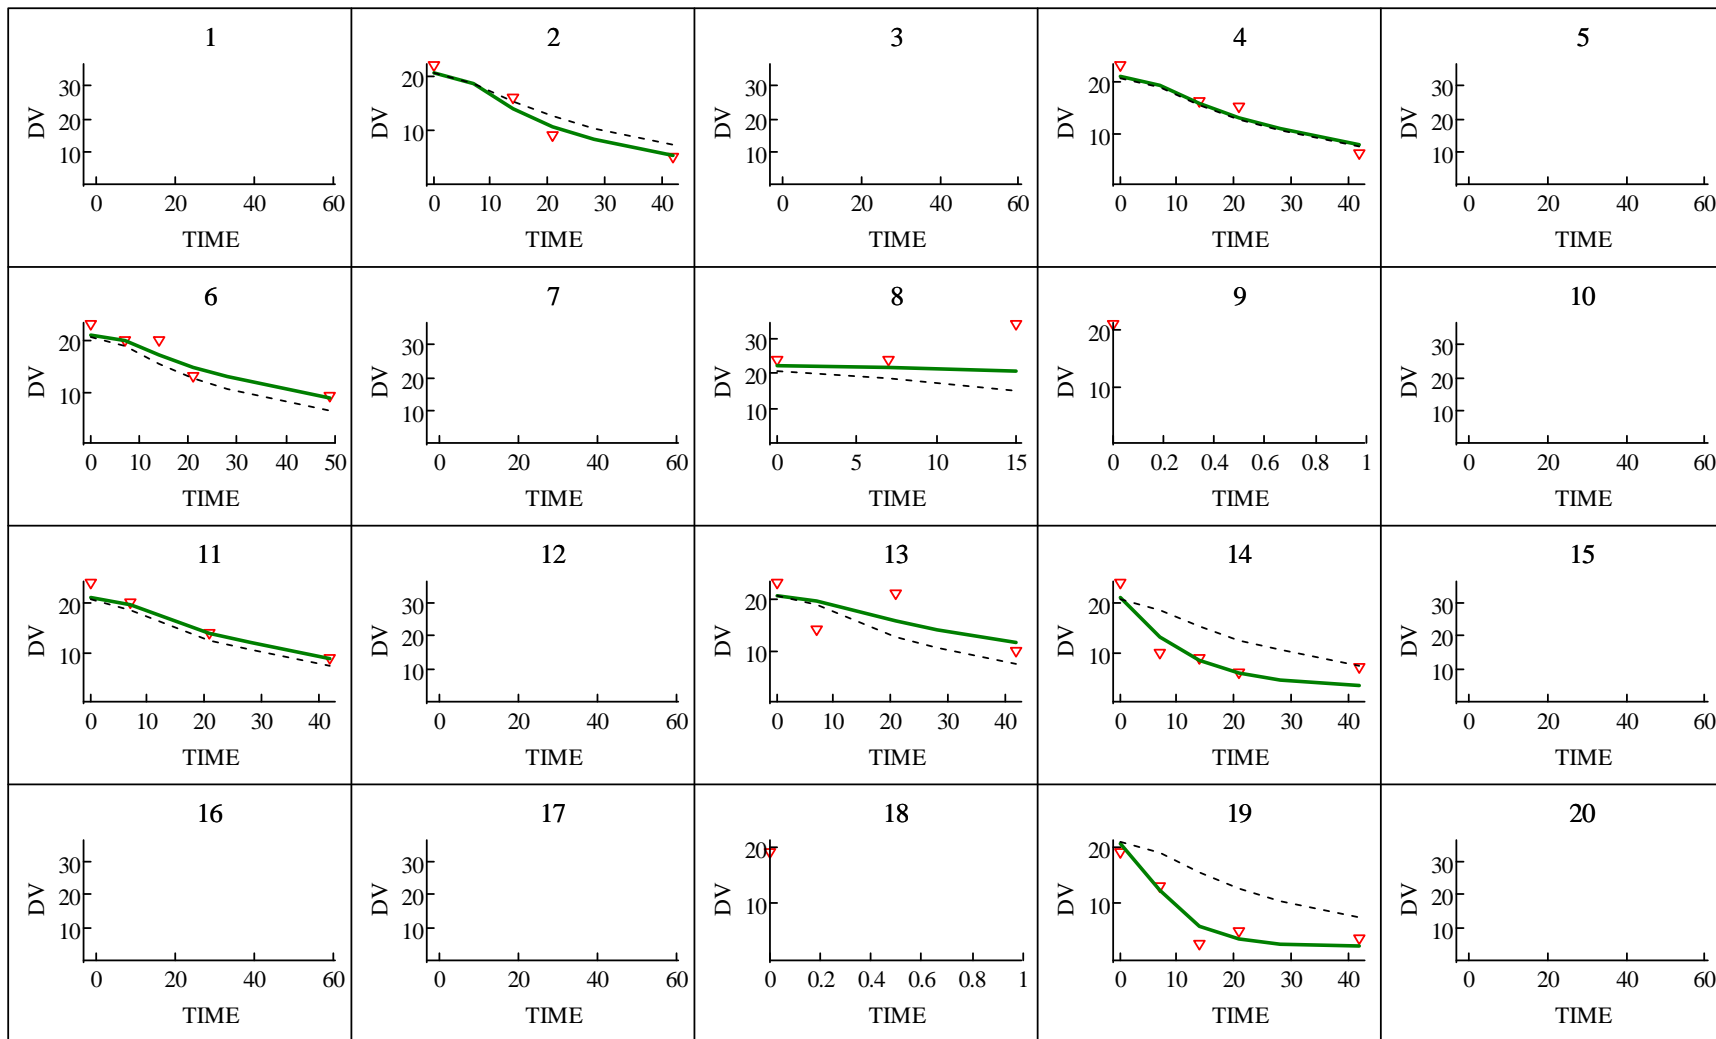 1 2 3 4 5
30 20 30 20 30
20 10 20 10 20
10 10 10
DV DV DV DV DV
0 20 40 60 0 10 20 30 40 0 20 40 60 0 10 20 30 40 0 20 40 60
TIME TIME TIME TIME TIME
6 7 8 9 10
20 30 30 20 30
10 20 20 10 20
10 10 10
DV DV DV DV DV
0 10 20 30 40 50 0 20 40 60 0 5 10 15 0 0.2 0.4 0.6 0.8 1 0 20 40 60
TIME TIME TIME TIME TIME
11 12 13 14 15
20 30 20 20 30
10 20 10 10 20
10 10
DV DV DV DV DV
0 10 20 30 40 0 20 40 60 0 10 20 30 40 0 10 20 30 40 0 20 40 60
TIME TIME TIME TIME TIME
16 17 18 19 20
30 30 20 20 30
20 20 10 10 20
10 10 10
DV DV DV DV DV
0 20 40 60 0 20 40 60 0 0.2 0.4 0.6 0.8 1 0 10 20 30 40 0 20 40 60
TIME TIME TIME TIME TIME